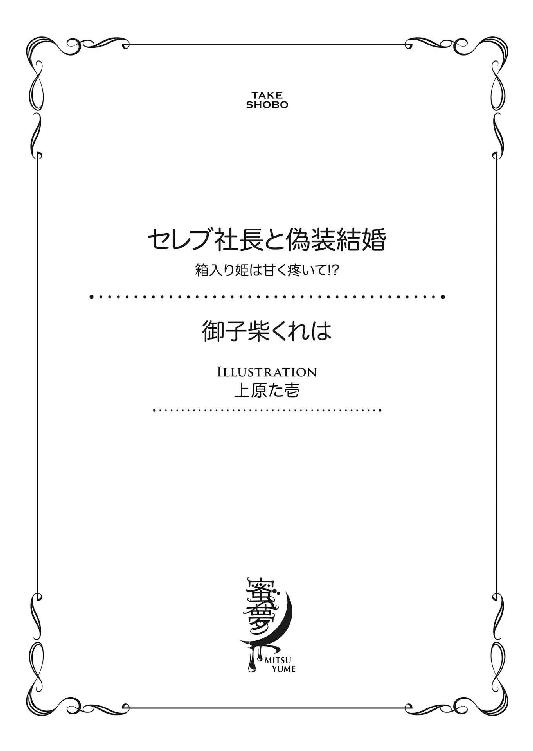 TAKE
SHOBO
セレブ社長と偽装結婚
箱入り姫は甘く疼いて!?
御子柴くれは
ILLUSTRATION
上原た壱
蜜夢
MITSU
YUME